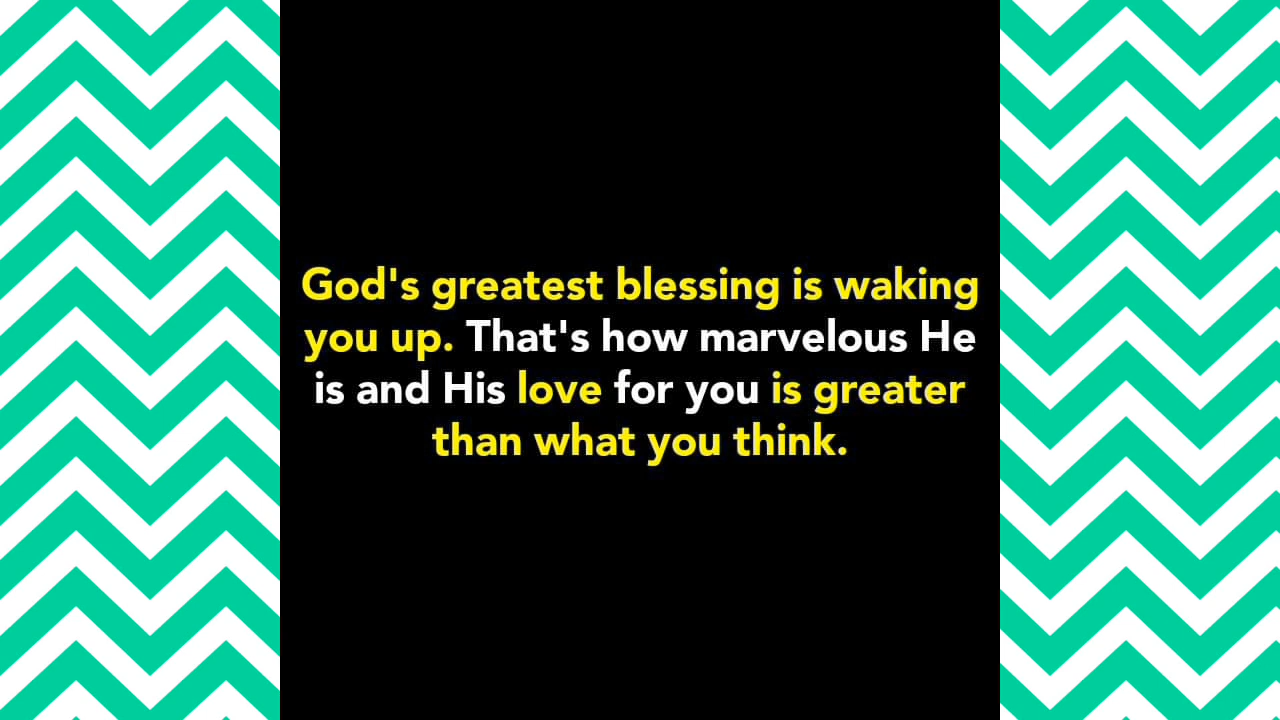 God's greatest blessing is waking
you up. That's how marvelous He
is and His love for you is greater
than what you think.